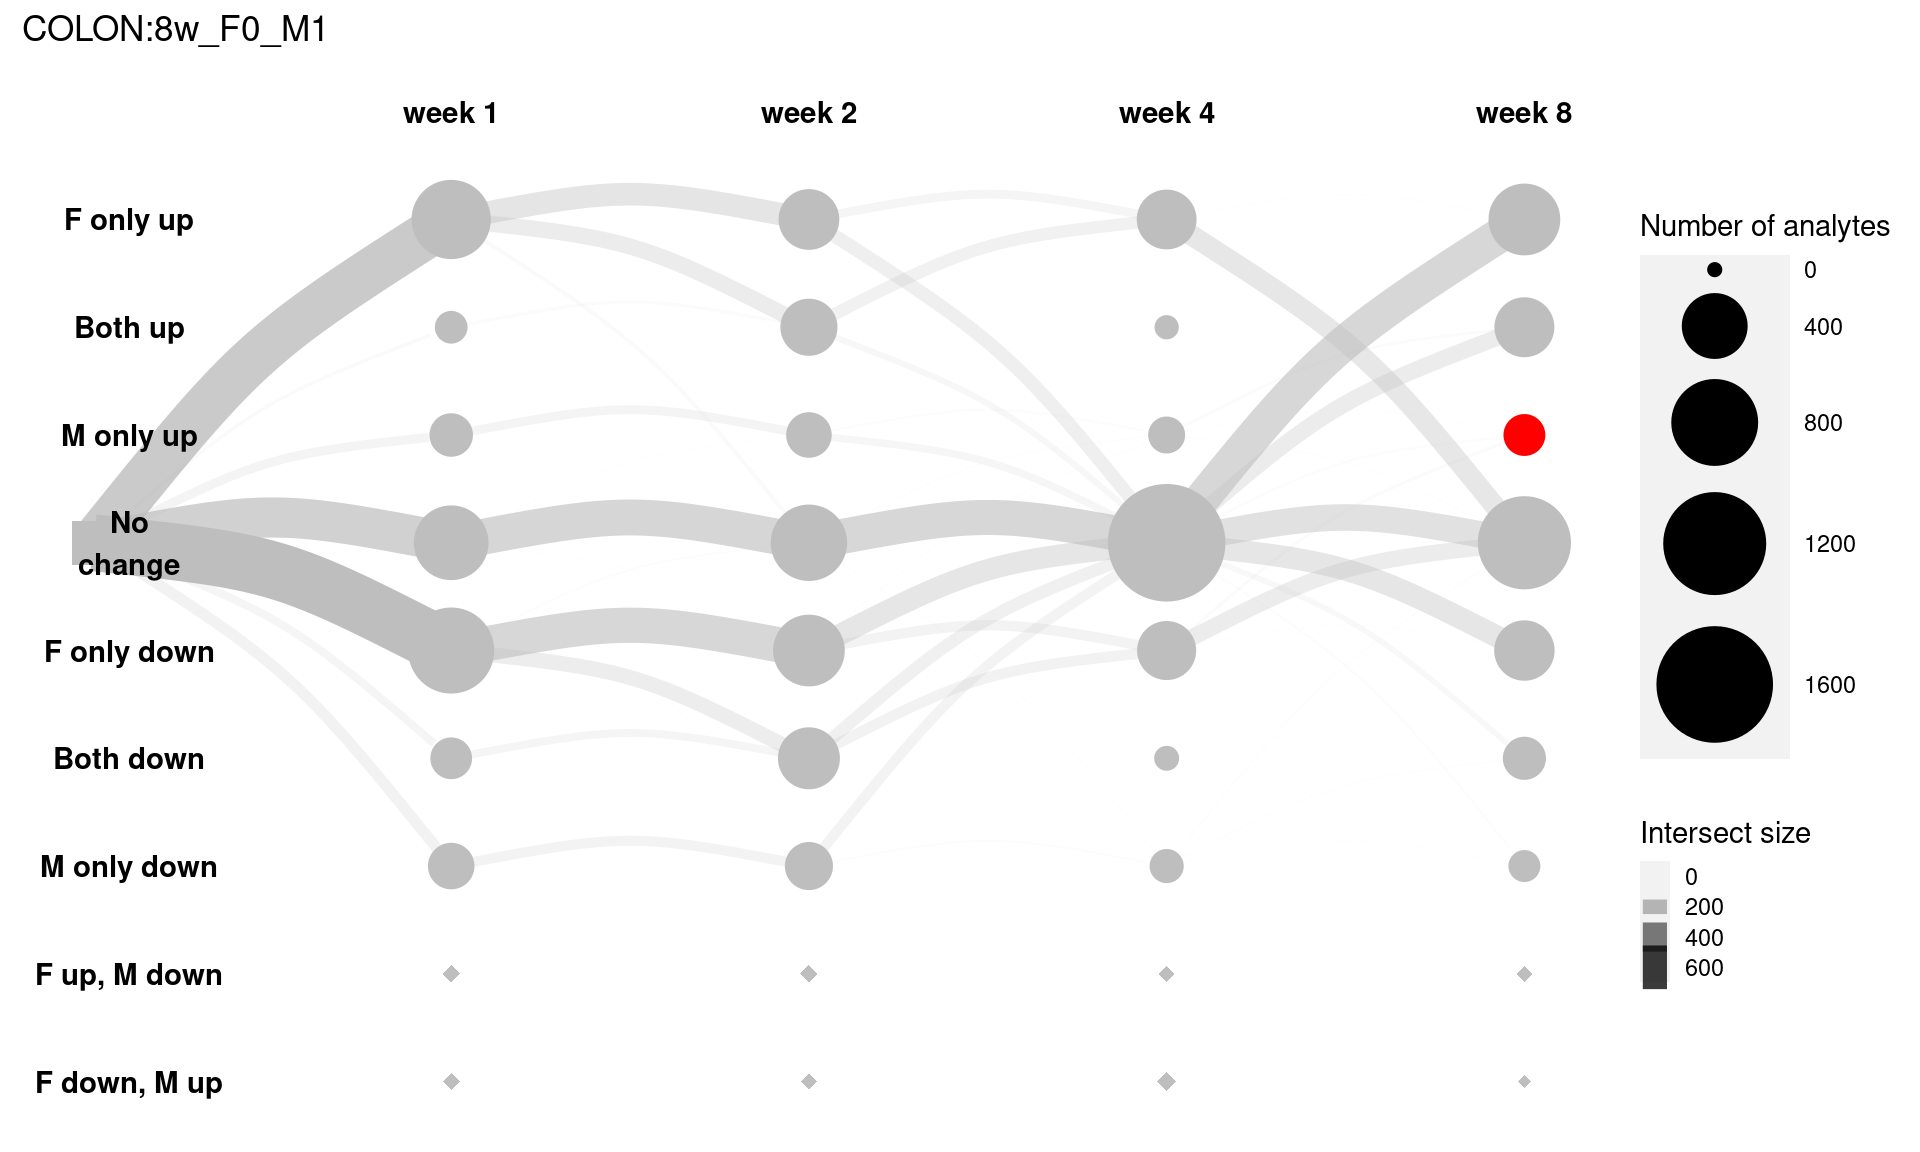 COLON:8w_F0_M1
week 1
week 2
week 4
week 8
F only up
Both up
M only up
No
change
F only down
Both down
M only down
F up, M down
F down, M up
Number of analytes
0
400
800
1200
1600
Intersect size
0
200
400
600